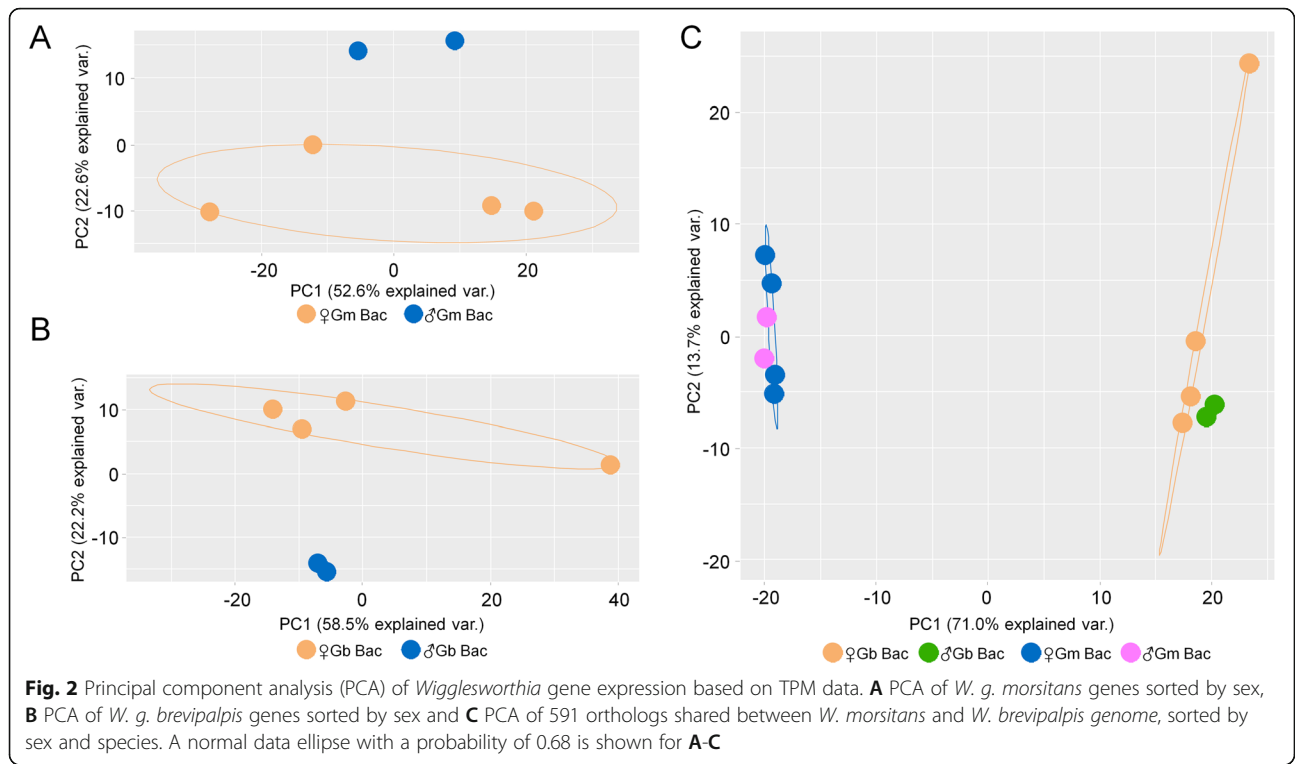 A
PC2 (22.6% explained var.)
10
0
-10
-20
0
20
PC1 (52.6% explained var.)
♀Gm Bac ♂Gm Bac
B
PC2 (22.2% explained var.)
10
0
-10
-20
0
20
40
PC1 (58.5% explained var.)
♀Gb Bac ♂Gb Bac
C
PC2 (13.7% explained var.)
20
10
0
-10
-20
-20
-10
0
10
20
PC1 (71.0% explained var.)
♀Gb Bac ♂Gb Bac ♀Gm Bac ♂Gm Bac
Fig. 2 Principal component analysis (PCA) of Wigglesworthia gene expression based on TPM data. A PCA of W. g. morsitans genes sorted by sex,
B PCA of W. g. brevipalpis genes sorted by sex and C PCA of 591 orthologs shared between W. morsitans and W. brevipalpis genome, sorted by
sex and species. A normal data ellipse with a probability of 0.68 is shown for A-C